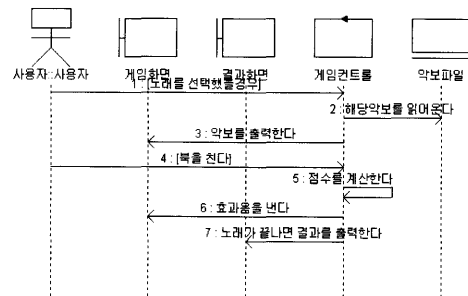 사용자::사용자
게임화면
결과화면
게임컨트롤
악보파일
1 : [노래를 선택했를경우]
2 : 해당악보를 읽어온다
3 : 악보를 출력한다
4 : [북을 친다]
5 : 점수를 계산한다
6 : 효과음을 낸다
7 : 노래가 끝나면 결과를 출력한다